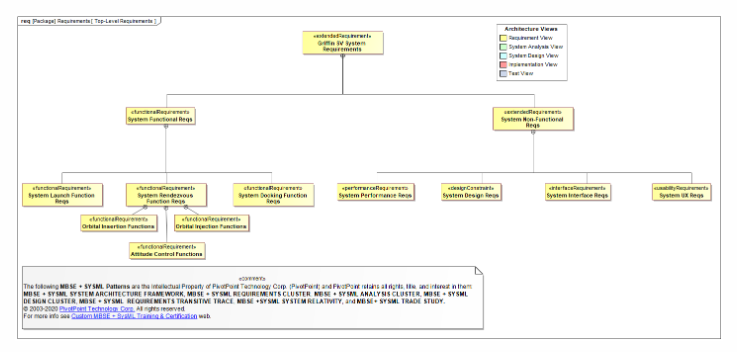 req [Package] Requirements [ Top-Level Requirements ]
«extendedRequirement»
Griffin SV System
Requirements
Architecture Views
Requirement View
System Analysis View
System Design View
Implementation View
Test View
«functionalRequirement»
System Functional Reqs
«extendedRequirement»
System Non-Functional
Reqs
«functionalRequirement»
System Launch Function
Reqs
«functionalRequirement»
System Rendezvous
Function Reqs
«functionalRequirement»
System Docking Function Reqs
«performanceRequirement»
System Performance Reqs
«designConstraint»
System Design Reqs
«interfaceRequirement»
System Interface Reqs
«usabilityRequirement»
System UX Reqs
«functionalRequirement»
Orbital Insertion Functions
«functionalRequirement»
Orbital Injection Functions
«functionalRequirement»
Attitude Control Functions
«comment»
The following MBSE + SYSML Patterns are the Intellectual Property of PivotPoint Technology Corp. (PivotPoint) and PivotPoint retains all rights, title, and interest in them:
MBSE + SYSML SYSTEM ARCHITECTURE FRAMEWORK, MBSE + SYSML REQUIREMENTS CLUSTER, MBSE + SYSML ANALYSIS CLUSTER, MBSE + SYSML
DESIGN CLUSTER, MBSE + SYSML REQUIREMENTS TRANSITIVE TRACE, MBSE +SYSML SYSTEM RELATIVITY, and MBSE+ SYSML TRADE STUDY.
© 2003-2020 PivotPoint Technology Corp. All rights reserved.
For more info see Custom MBSE + SysML Training & Certification web.